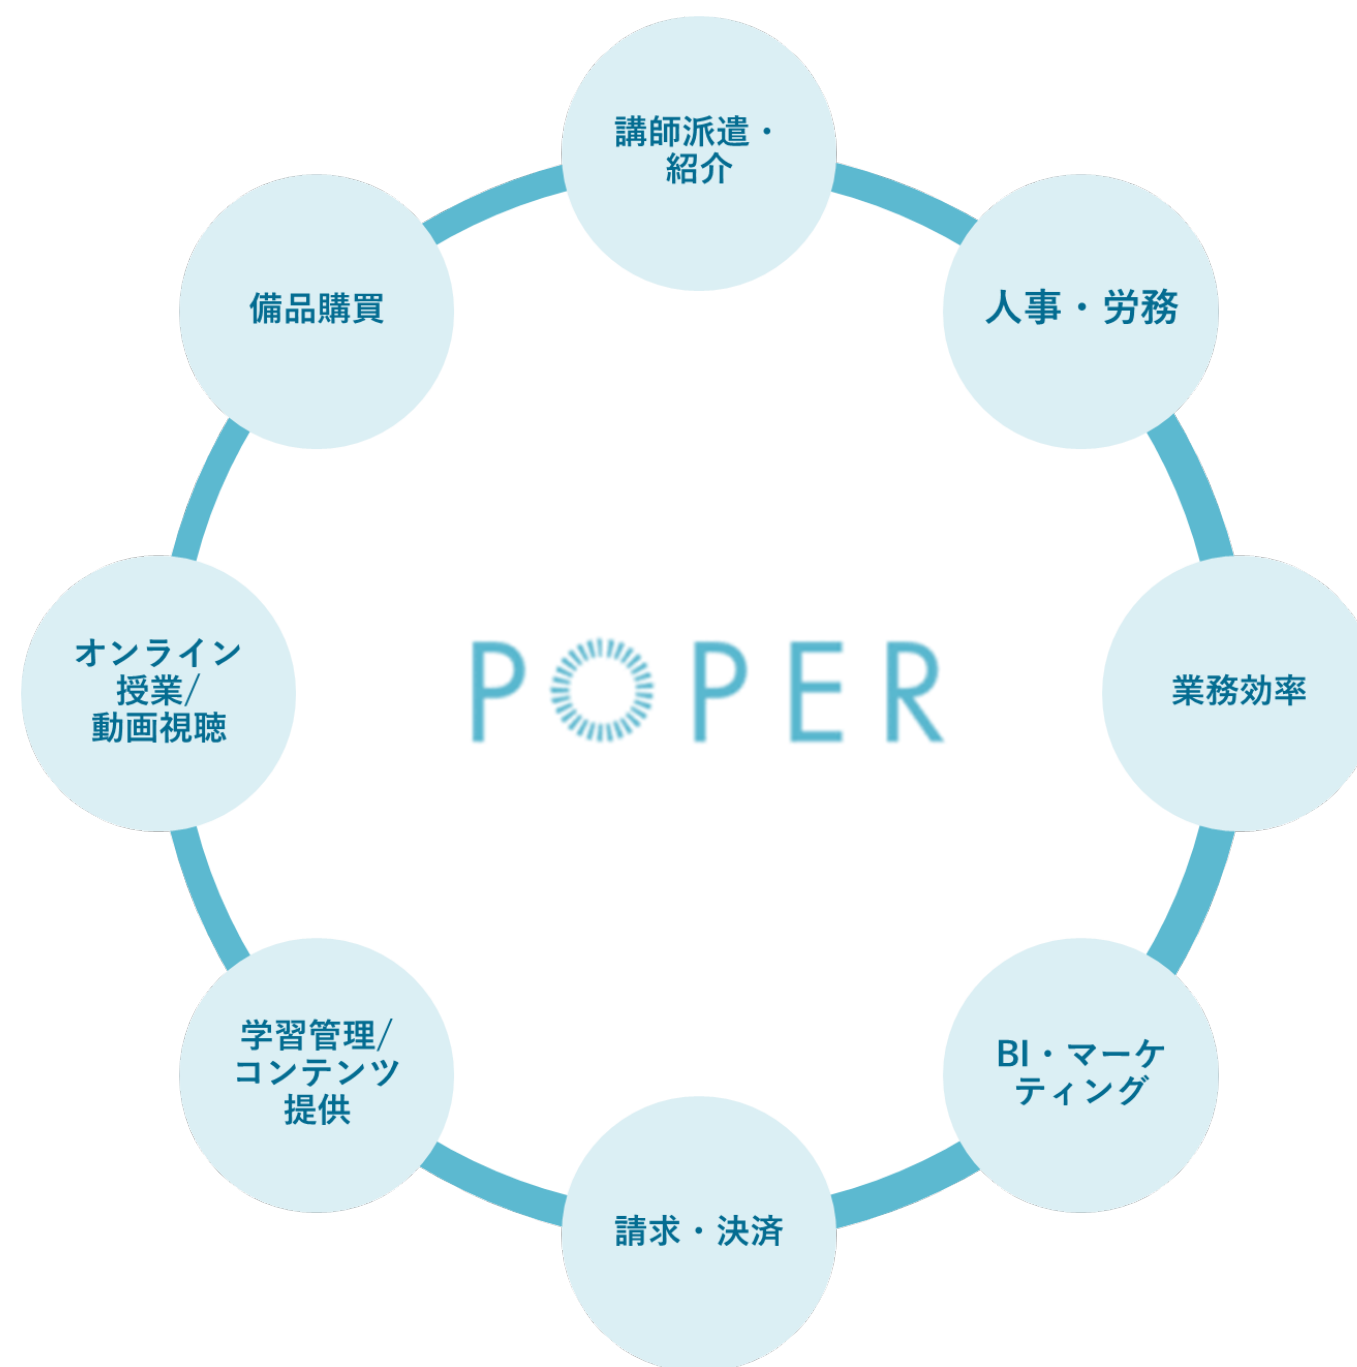 講師派遣・
紹介
人事・労務
業務効率
BI・マーケ
ティング
請求・決済
学習管理/
コンテンツ
提供
オンライン
授業/
動画視聴
備品購買
POPER